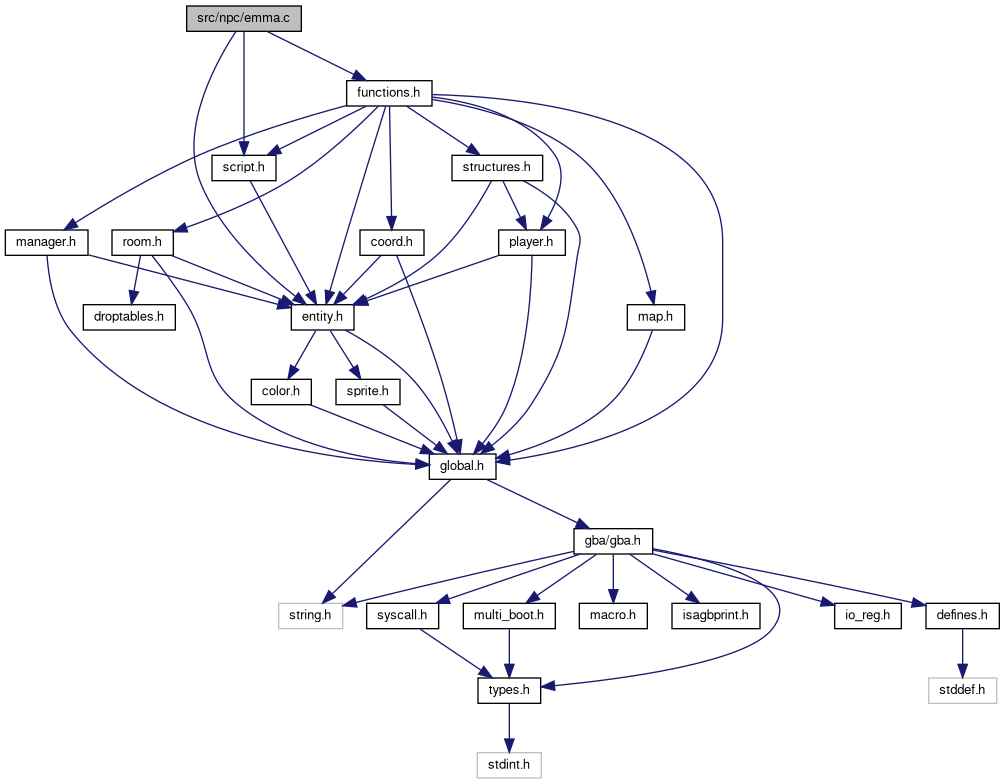 src/npc/emma.c
functions.h
script.h
structures.h
manager.h
room.h
coord.h
player.h
droptables.h
entity.h
map.h
color.h
sprite.h
global.h
gba/gba.h
string.h
syscall.h
multi_boot.h
macro.h
isagbprint.h
io_reg.h
defines.h
types.h
stddef.h
stdint.h